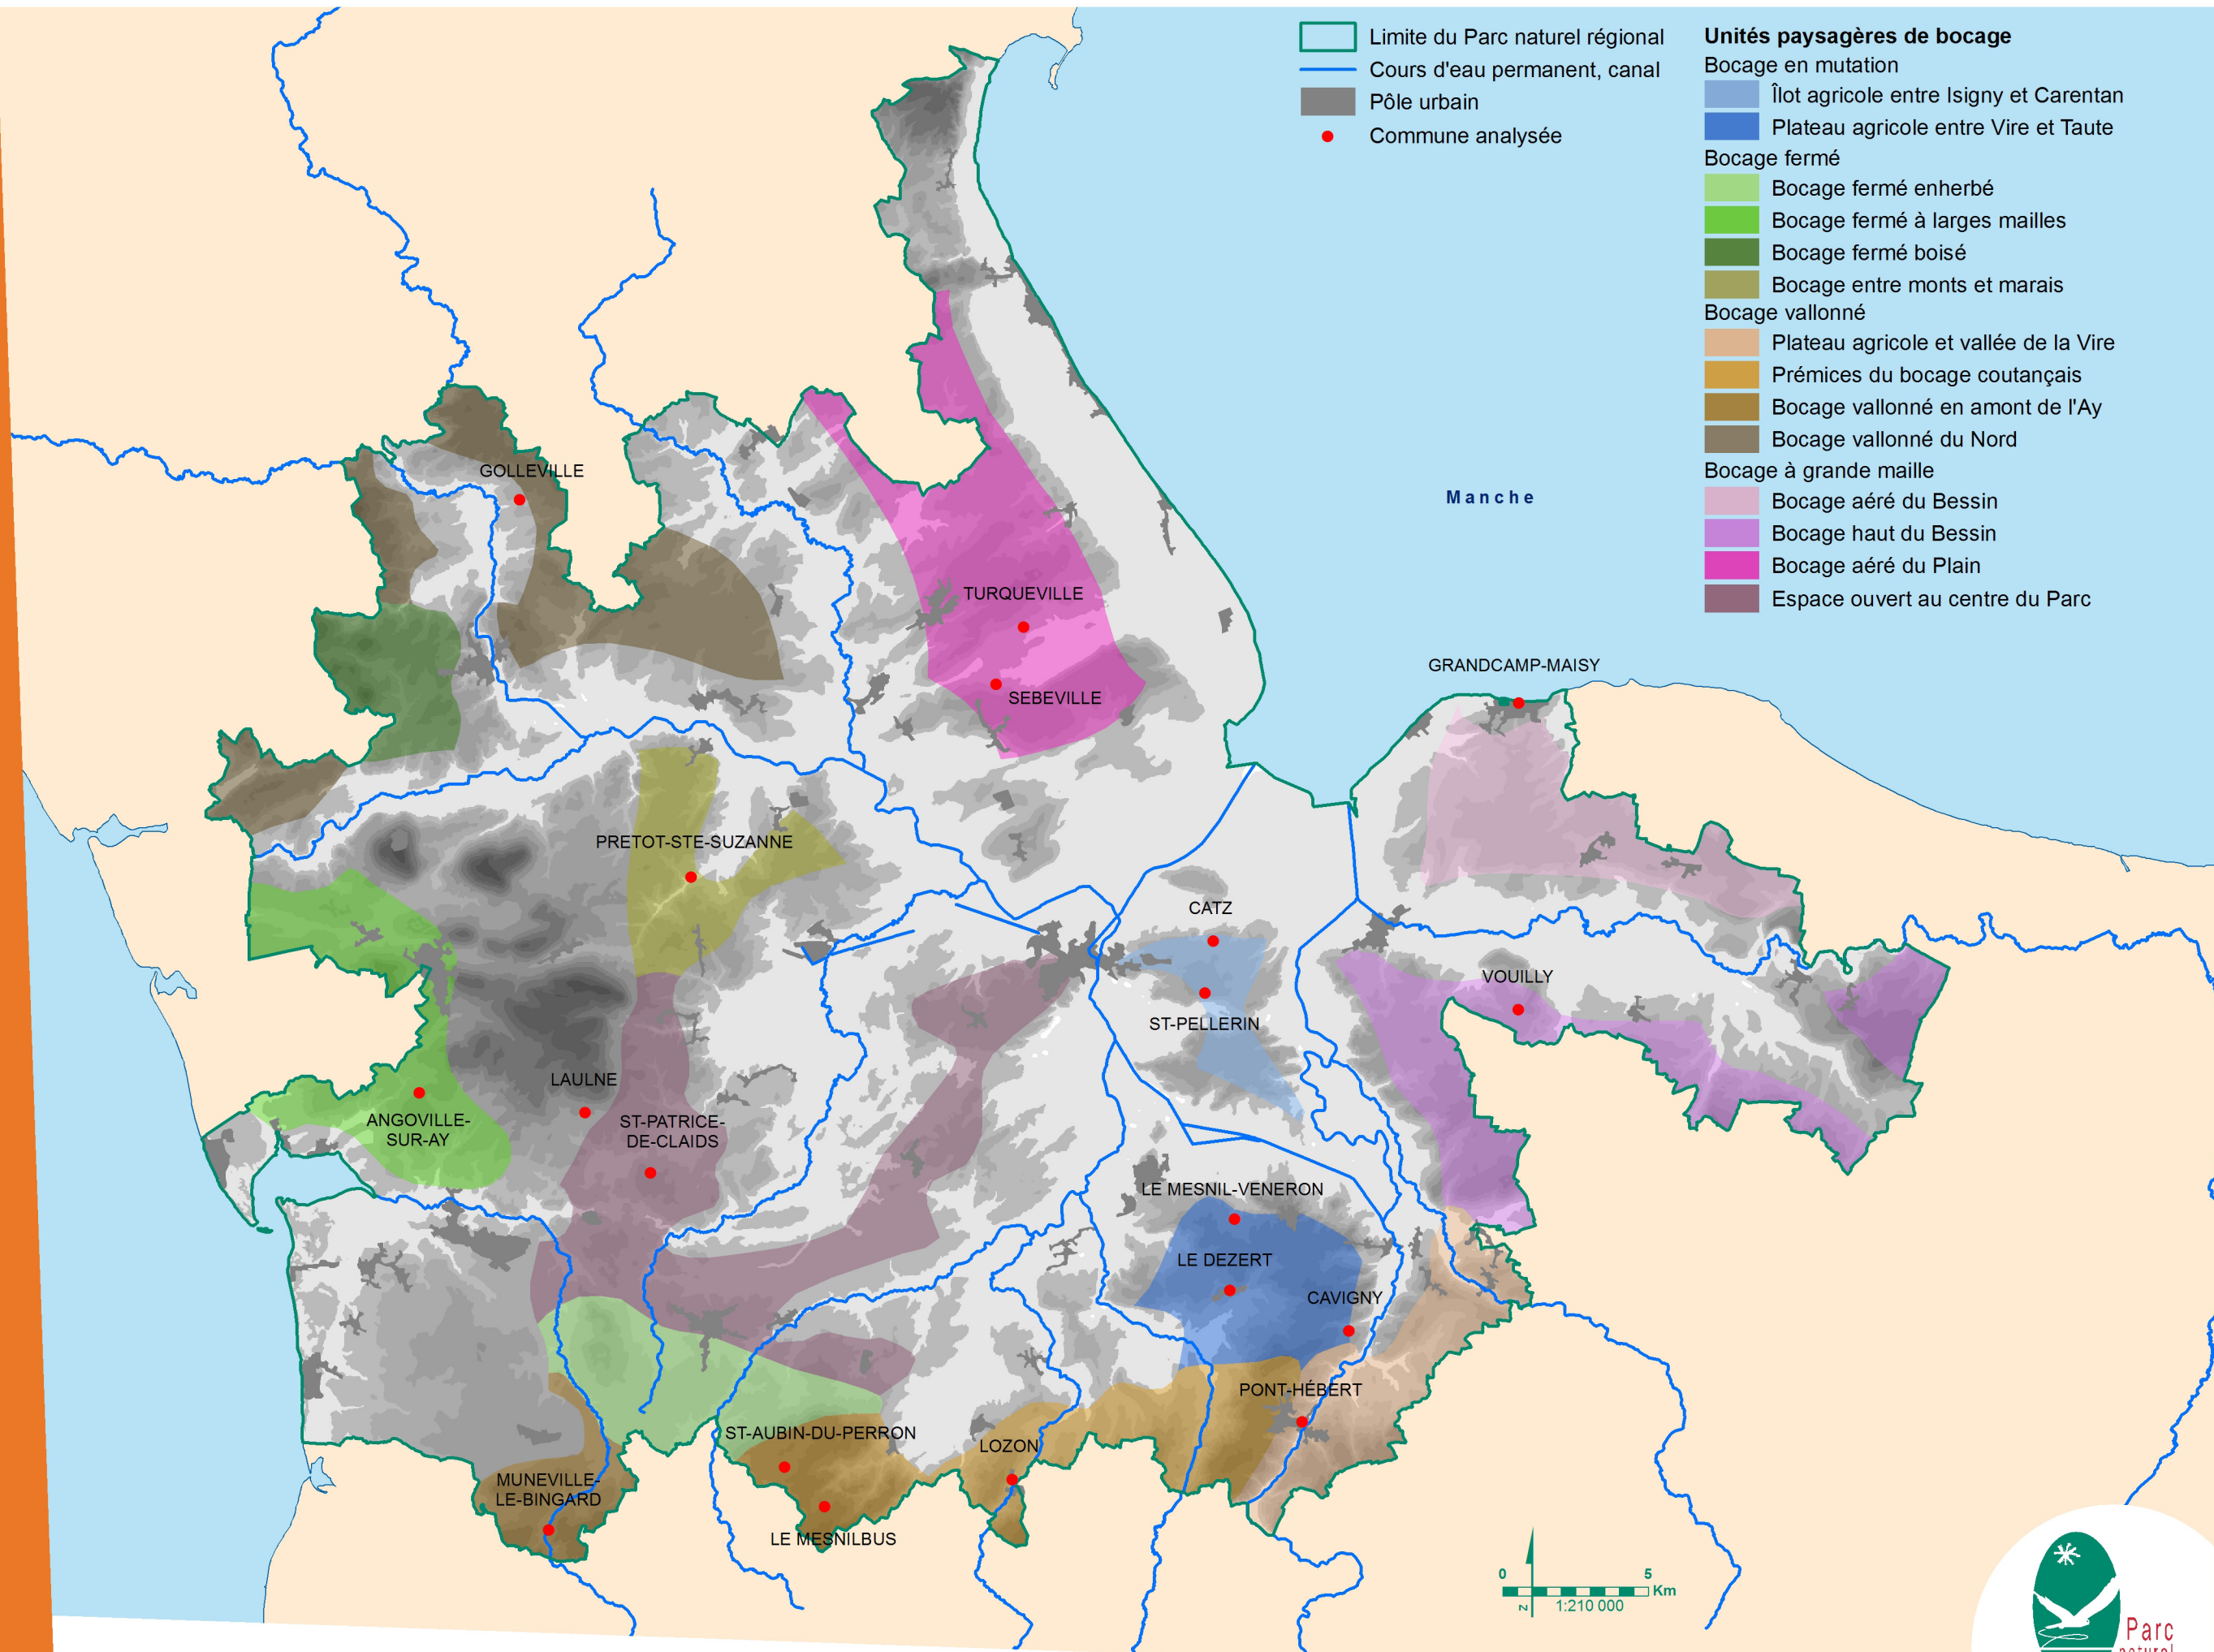 Limite du Parc naturel régional
Cours d'eau permanent, canal
Pôle urbain
Commune analysée
Unités paysagères de bocage
Bocage en mutation
Îlot agricole entre Isigny et Carentan
Plateau agricole entre Vire et Taute
Bocage fermé
Bocage fermé enherbé
Bocage fermé à larges mailles
Bocage fermé boisé
Bocage entre monts et marais
Bocage vallonné
Plateau agricole et vallée de la Vire
Prémices du bocage coutançais
Bocage vallonné en amont de l'Ay
Bocage vallonné du Nord
Bocage à grande maille
Bocage aéré du Bessin
Bocage haut du Bessin
Bocage aéré du Plain
Espace ouvert au centre du Parc
GOLLEVILLE
Manche
TURQUEVILLE
SEBEVILLE
GRANDCAMP-MAISY
PRETOT-STE-SUZANNE
CATZ
VOUILLY
ST-PELLERIN
LAULNE
ANGOVILLE-
SUR-AY
ST-PATRICE-
DE-CLAIDS
LE MESNIL-VENERON
LE DEZERT
CAVIGNY
PONT-HÉBERT
ST-AUBIN-DU-PERRON
LOZON
MUNEVILLE-
LE-BINGARD
LE MESNILBUS
0 5
Km
N 1:210 000
Parc
naturel